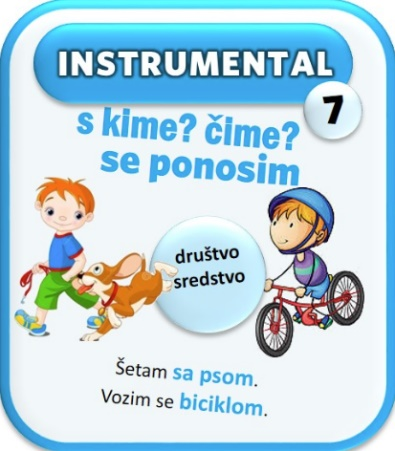 INSTRUMENTAL
7
s kime? čime?
se ponosim
društvo
sredstvo
Šetam sa psom.
Vozim se biciklom.